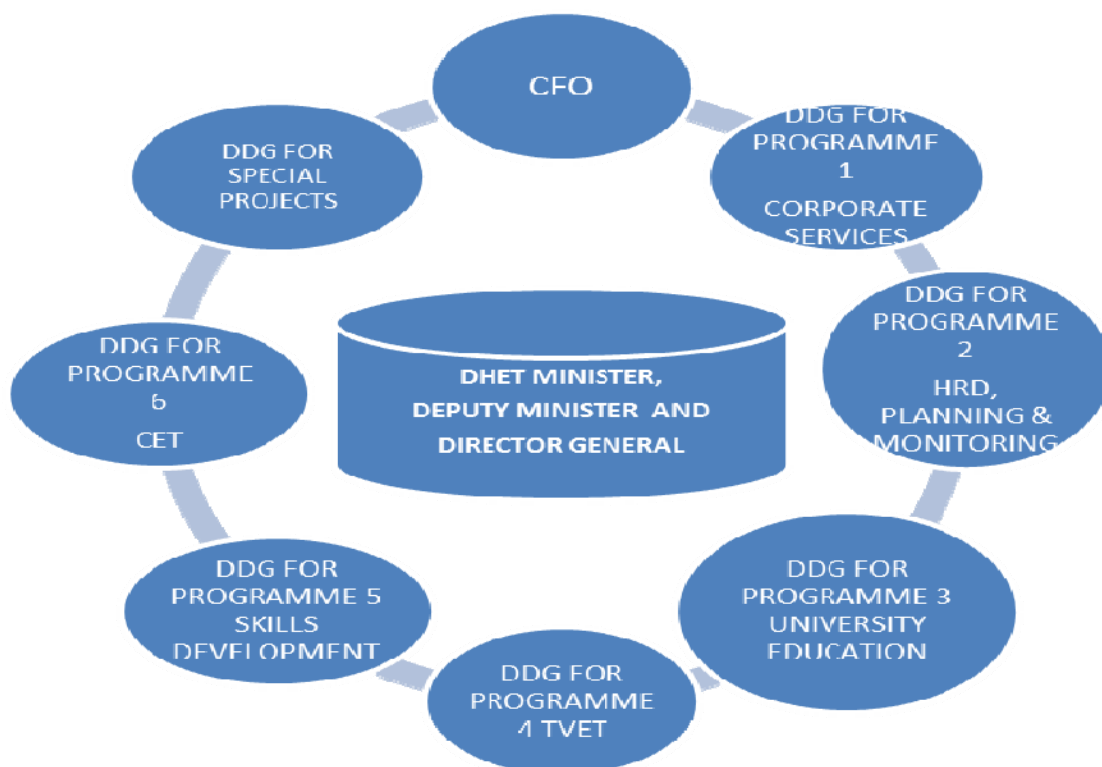 CFO
DDG FOR
PROGRAMME
1
CORPORATE
SERVICES
DDG FOR
PROGRAMME
2
HRD,
PLANNING &
MONITORING
DDG FOR
PROGRAMME 3
UNIVERSITY
EDUCATION
DDG FOR
PROGRAMME
4 TVET
DDG FOR
PROGRAMME 5
SKILLS
DEVELOPMENT
DDG FOR
PROGRAMME
6
CET
DDG FOR
SPECIAL
PROJECTS
DHET MINISTER,
DEPUTY MINISTER AND
DIRECTOR GENERAL